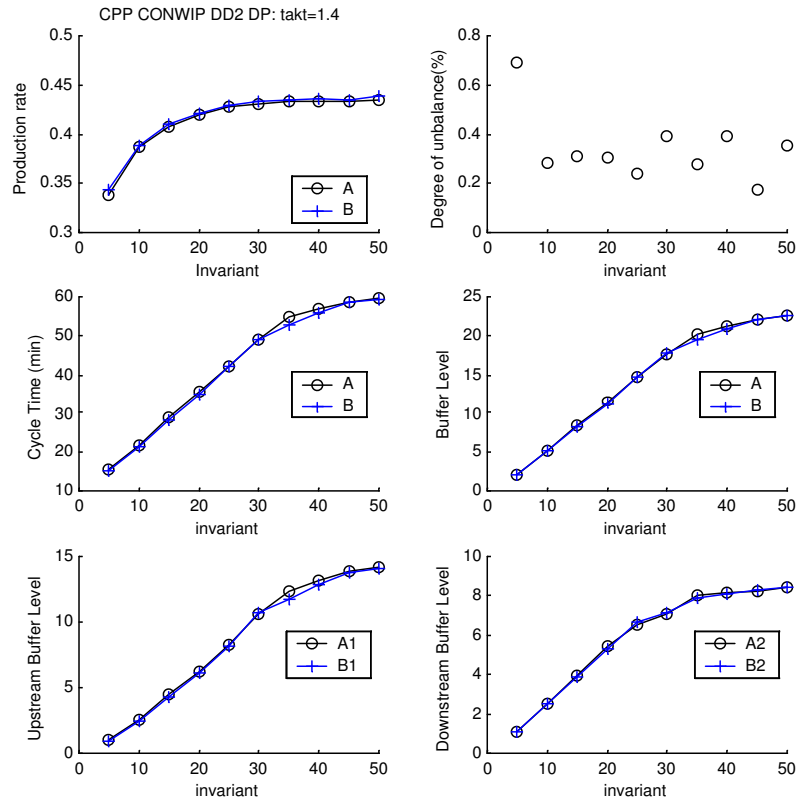 CPP CONWIP DD2 DP: takt=1.4
Production rate
0.5
0.45
0.4
0.35
0.3
0 10 20 30 40 50
Invariant
A
B
Degree of unbalance(%)
0.8
0.6
0.4
0.2
0
0 10 20 30 40 50
invariant
Cycle Time (min)
60
50
40
30
20
10
0 10 20 30 40 50
invariant
A
B
Buffer Level
25
20
15
10
5
0
0 10 20 30 40 50
invariant
A
B
Upstream Buffer Level
15
10
5
0
0 10 20 30 40 50
invariant
A1
B1
Downstream Buffer Level
10
8
6
4
2
0
0 10 20 30 40 50
invariant
A2
B2